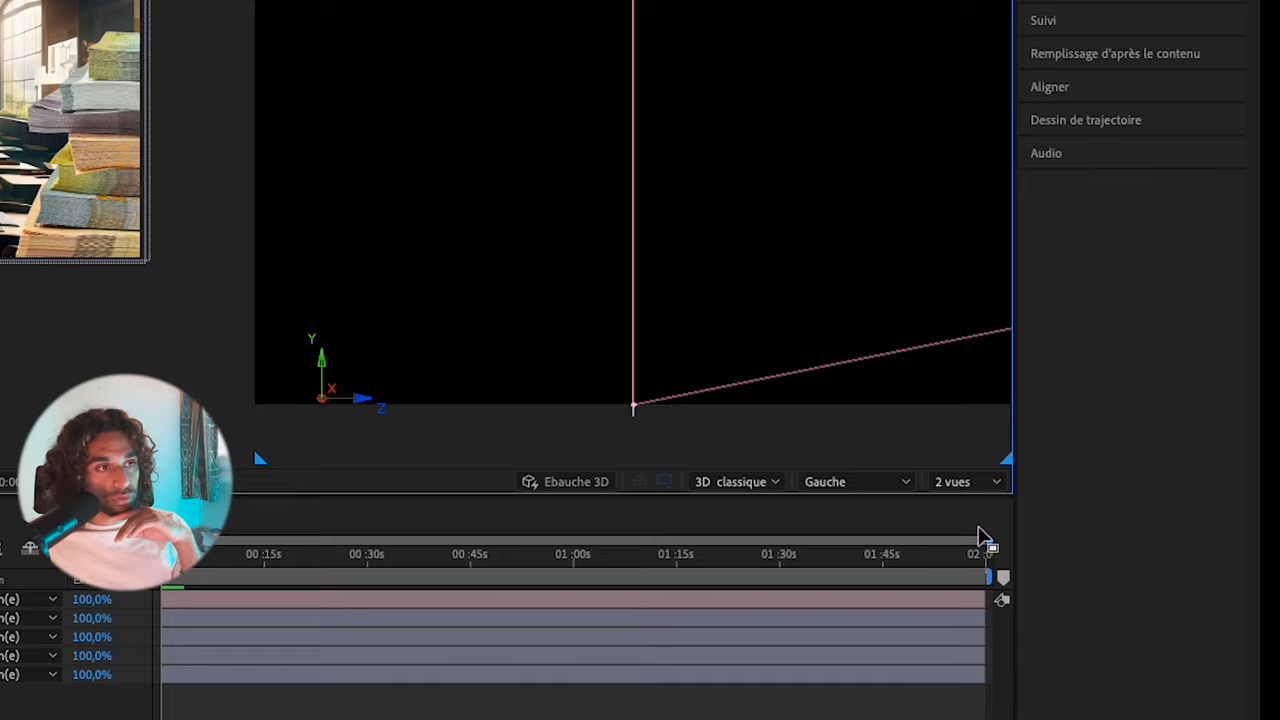 Suivi
Remplissage d'après le contenu
Aligner
Dessin de trajectoire
Audio
Y
X
Z
Ebauche 3D
3D classique
Gauche
2 vues
00:15s
00:30s
00:45s
01:00s
01:15s
01:30s
01:45s
n(e)
100,0%
n(e)
100,0%
n(e)
100,0%
n(e)
100,0%
n(e)
100,0%